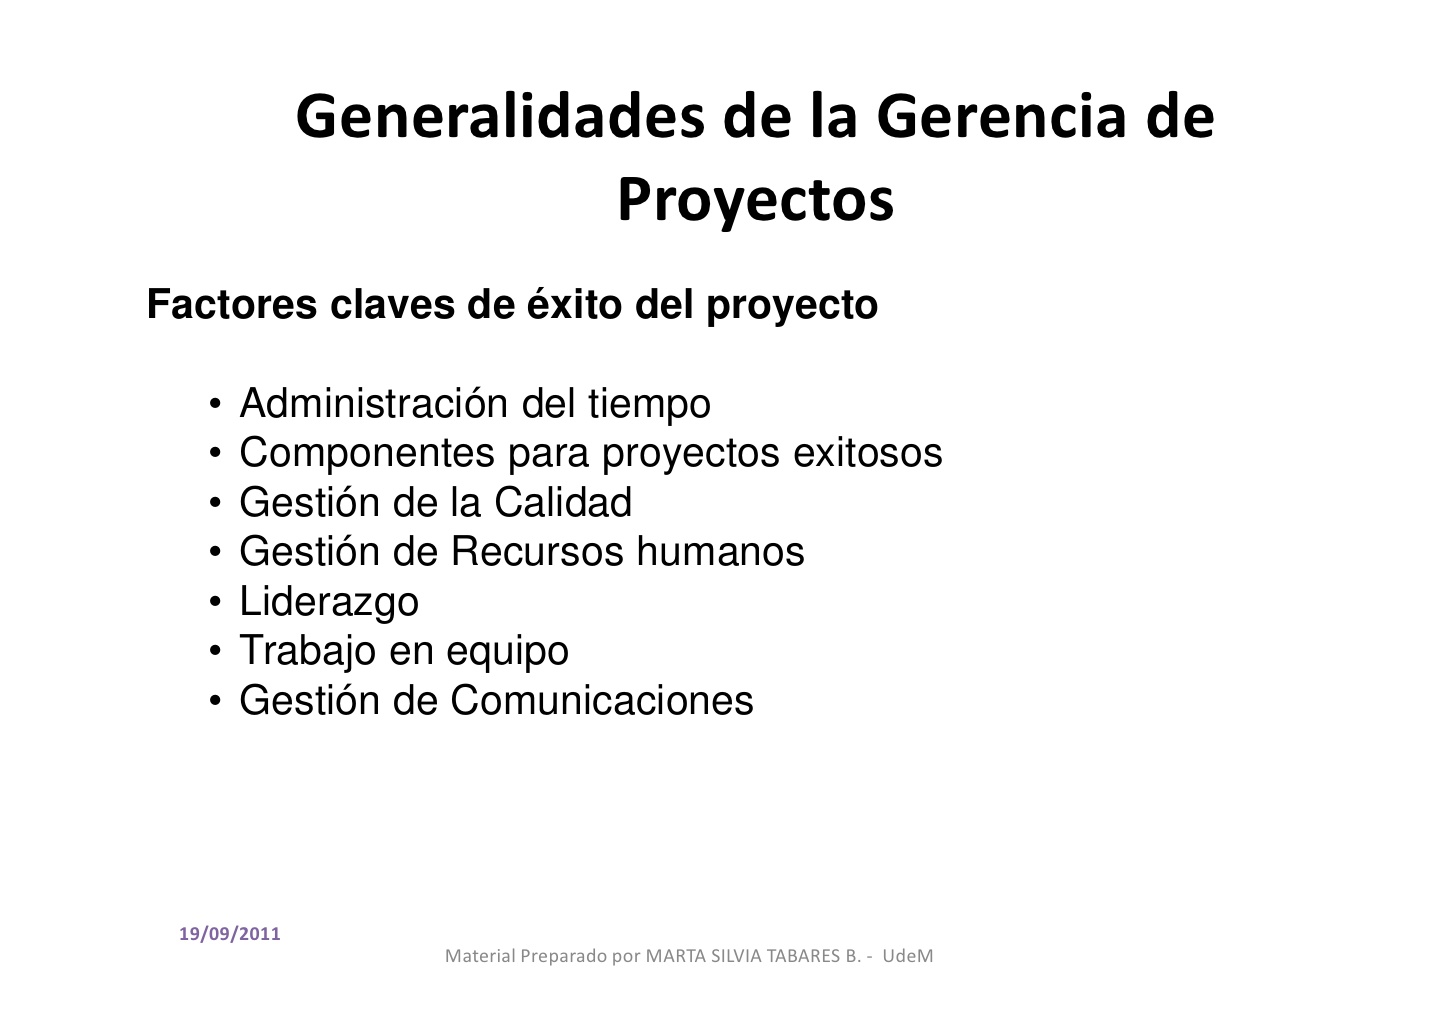 Generalidades de la Gerencia de
Proyectos
Factores claves de éxito del proyecto
• Administración del tiempo
• Componentes para proyectos exitosos
• Gestión de la Calidad
• Gestión de Recursos humanos
• Liderazgo
• Trabajo en equipo
• Gestión de Comunicaciones
19/09/2011
Material Preparado por MARTA SILVIA TABARES B. - UdeM